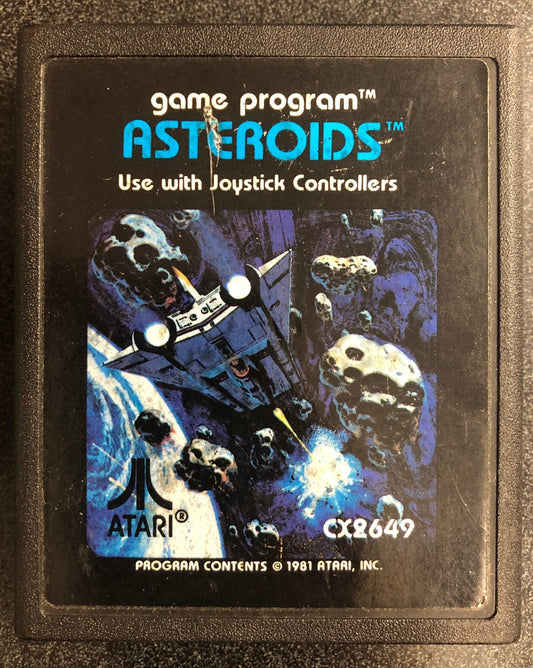 game program™
ASTEROIDS™
Use with Joystick Controllers
ATARI®
CX2649
PROGRAM CONTENTS © 1981 ATARI, INC.